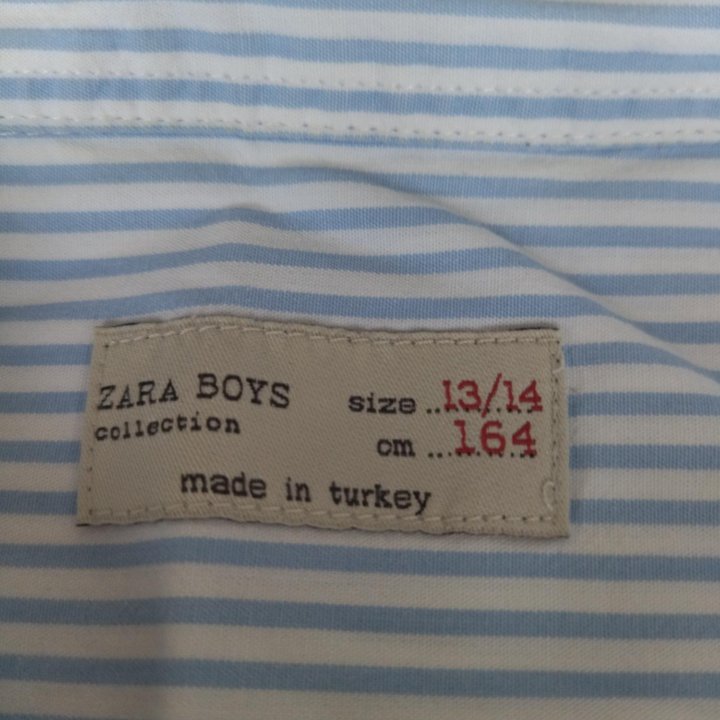 ZARA BOYS
collection
size ..13/14
cm ..164
made in turkey